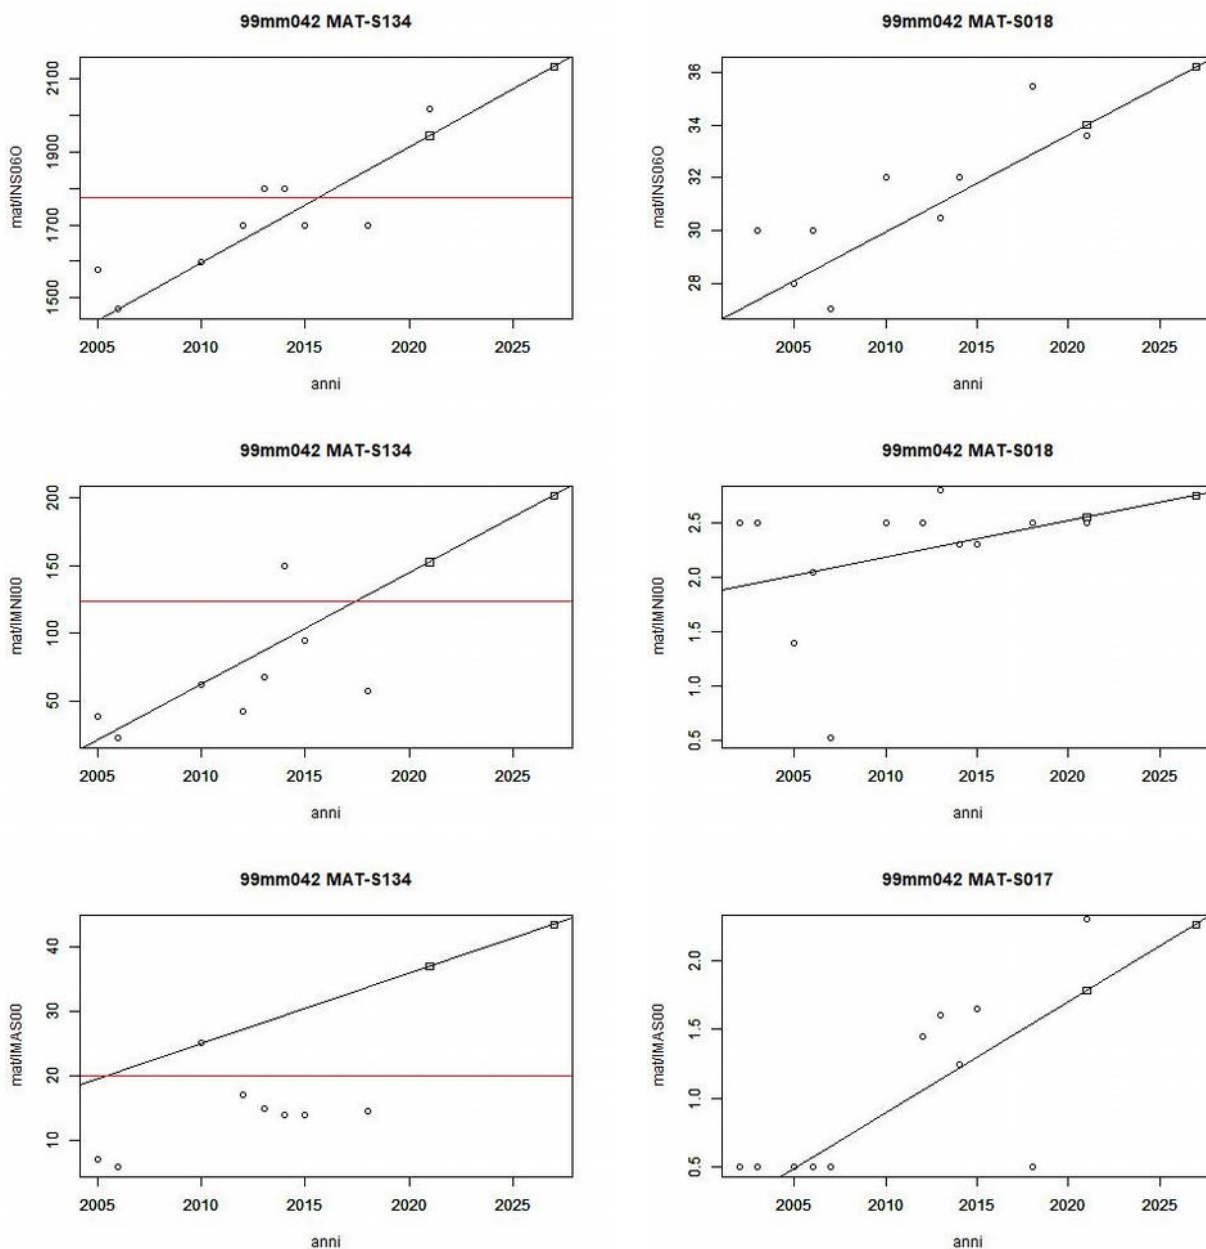 99mm042 MAT-S134
mat/INS06O
1500 1700 1900 2100
2005 2010 2015 2020 2025
anni
99mm042 MAT-S018
mat/INS06O
28 30 32 34 36
2005 2010 2015 2020 2025
anni
99mm042 MAT-S134
mat/IMNI00
50 100 150 200
2005 2010 2015 2020 2025
anni
99mm042 MAT-S018
mat/IMNI00
0.5 1.0 1.5 2.0 2.5
2005 2010 2015 2020 2025
anni
99mm042 MAT-S134
mat/IMAS00
10 20 30 40
2005 2010 2015 2020 2025
anni
99mm042 MAT-S017
mat/IMAS00
0.5 1.0 1.5 2.0
2005 2010 2015 2020 2025
anni